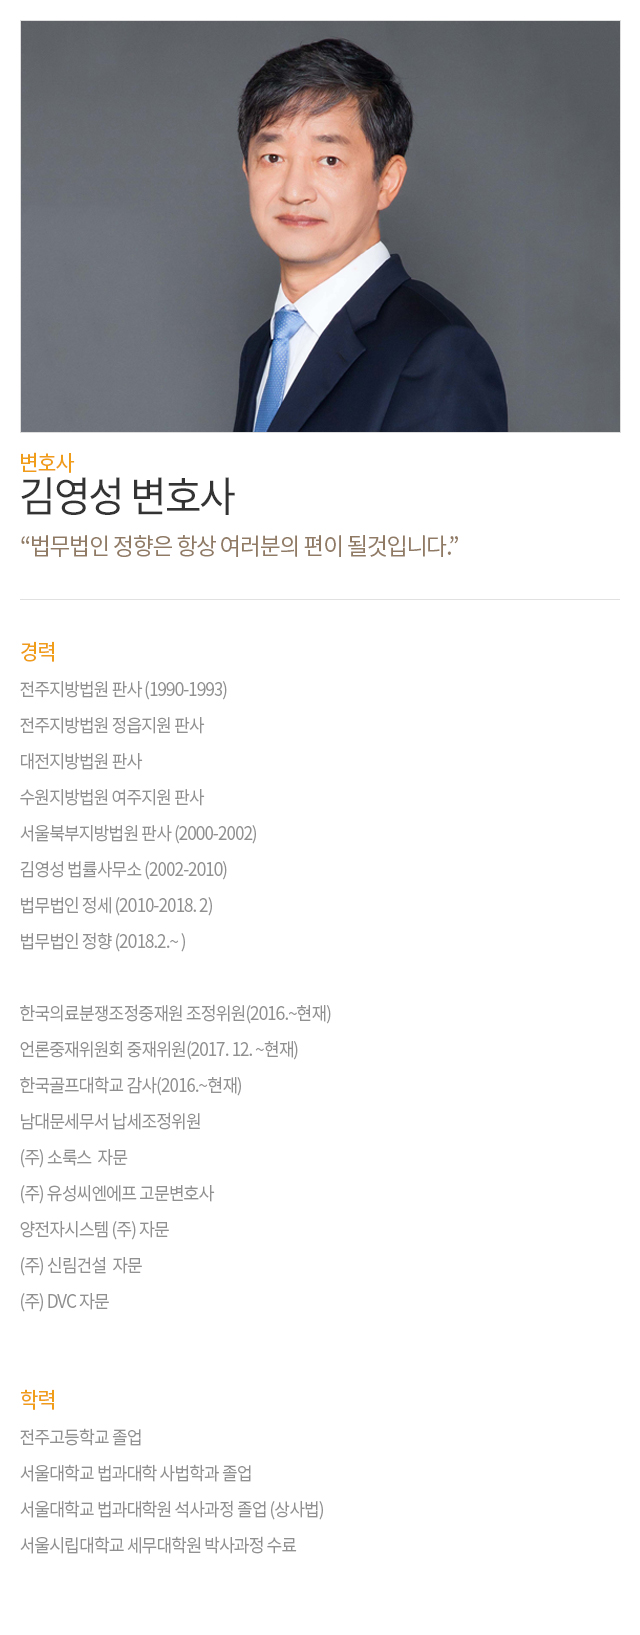 변호사
김영성 변호사
“법무법인 정향은 항상 여러분의 편이 될것입니다.”
경력
전주지방법원 판사 (1990-1993)
전주지방법원 정읍지원 판사
대전지방법원 판사
수원지방법원 여주지원 판사
서울북부지방법원 판사 (2000-2002)
김영성 법률사무소 (2002-2010)
법무법인 정세 (2010-2018. 2)
법무법인 정향 (2018.2.~ )
한국의료분쟁조정중재원 조정위원(2016.~현재)
언론중재위원회 중재위원(2017. 12. ~현재)
한국골프대학교 감사(2016.~현재)
남대문세무서 납세조정위원
(주) 소룩스  자문
(주) 유성씨엔에프 고문변호사
양전자시스템 (주) 자문
(주) 신림건설  자문
(주) DVC 자문
학력
전주고등학교 졸업
서울대학교 법과대학 사법학과 졸업
서울대학교 법과대학원 석사과정 졸업 (상사법)
서울시립대학교 세무대학원 박사과정 수료